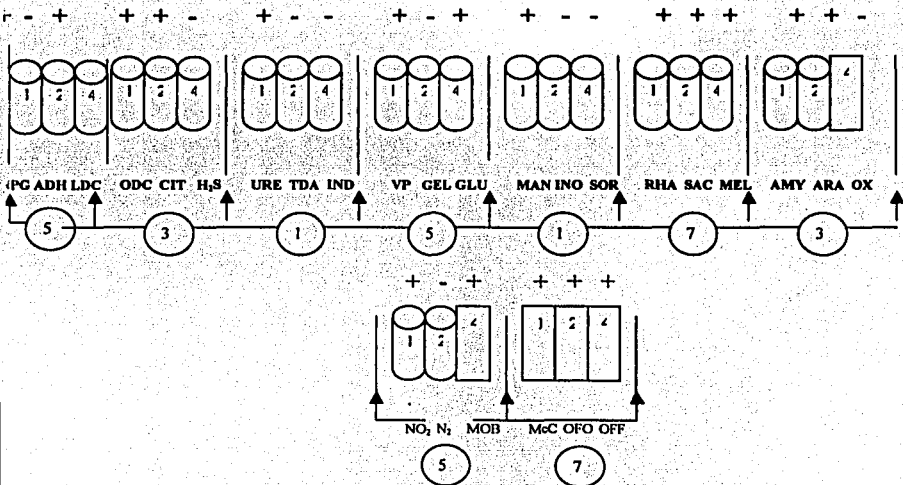 + - + + + - + - - + - + + - - + + + + + -
1 2 4 1 2 4 1 2 4 1 2 4 1 2 4 1 2 4 1 2 4
PG ADH LDC ODC CIT H₂S URE TDA IND VP GEL GLU MAN INO SOR RHA SAC MEL AMY ARA OX
5 3 1 5 1 7 3
+ - + + + +
1 2 4 1 2 4
NO₂ N₂ MOB McC OFO OFF
5 7